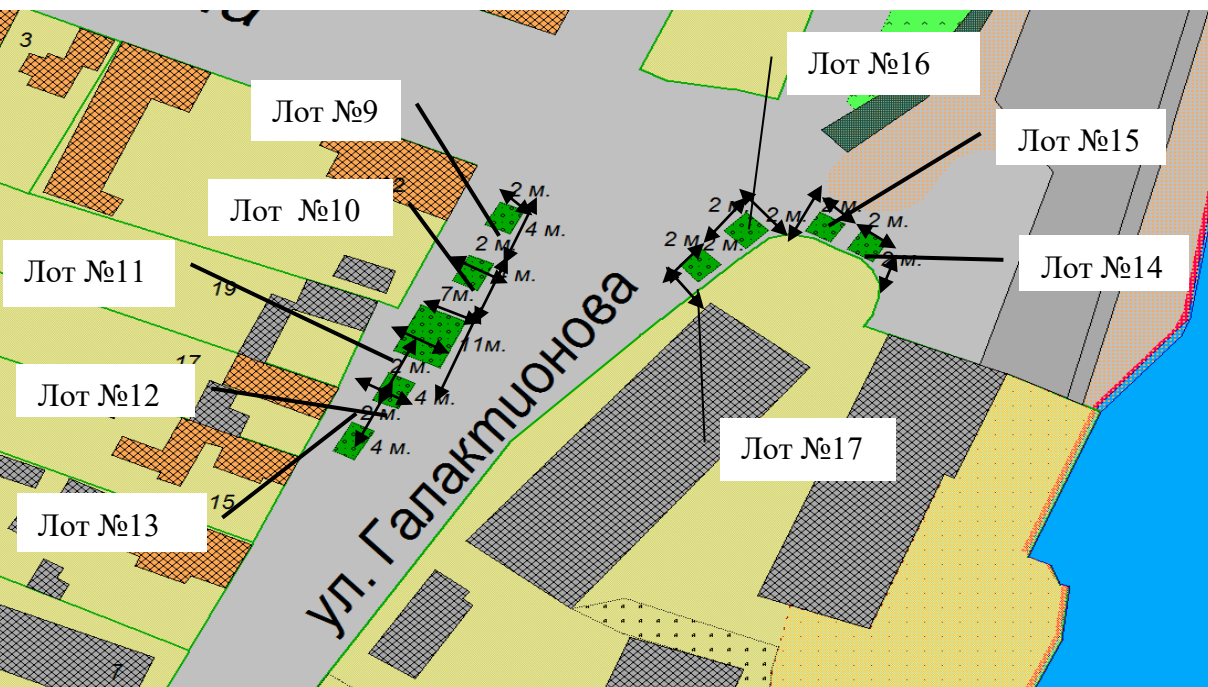 3
Лот №16
Лот №9
Лот №15
2 м.
Лот №10
4 м.
2 м.
2 м.
2 м.
2 м.
2 м.
2 м.
2 м.
Лот №11
Лот №14
19
7м.
11м.
2 м.
17
Лот №12
4 м.
2 м.
4 м.
Лот №17
15
Лот №13
ул. Галактионова
7